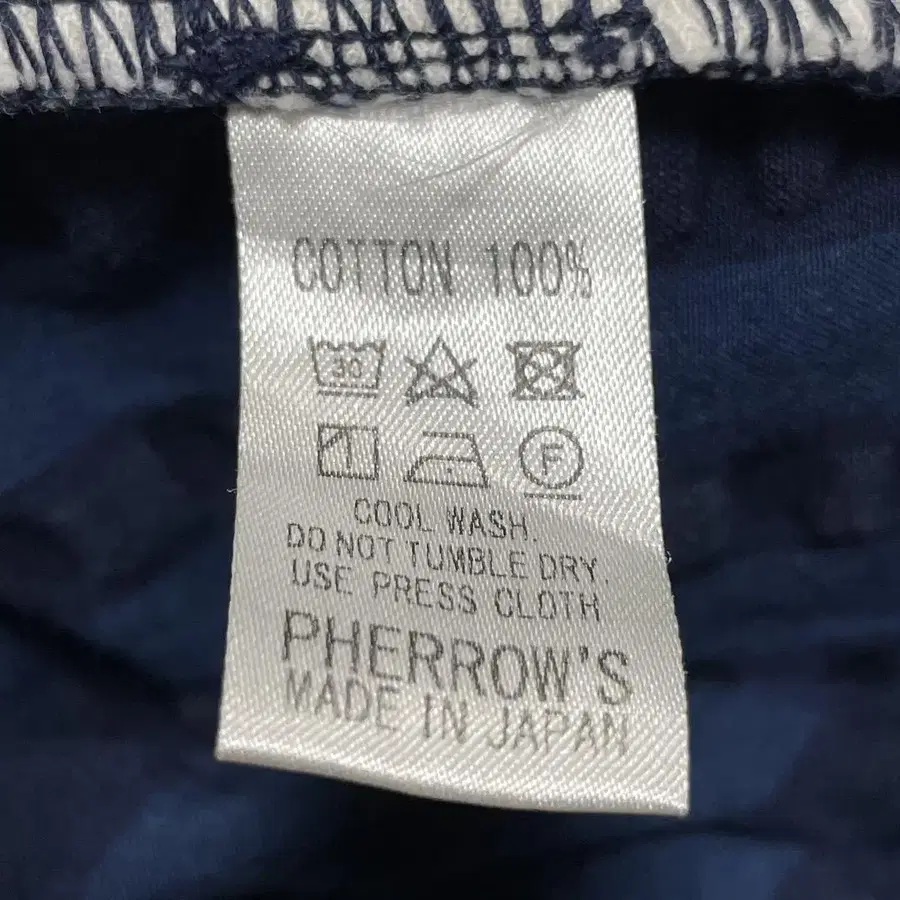 COTTON 100%
30
F
COOL WASH.
DO NOT TUMBLE DRY.
USE PRESS CLOTH
PHERROW'S
MADE IN JAPAN